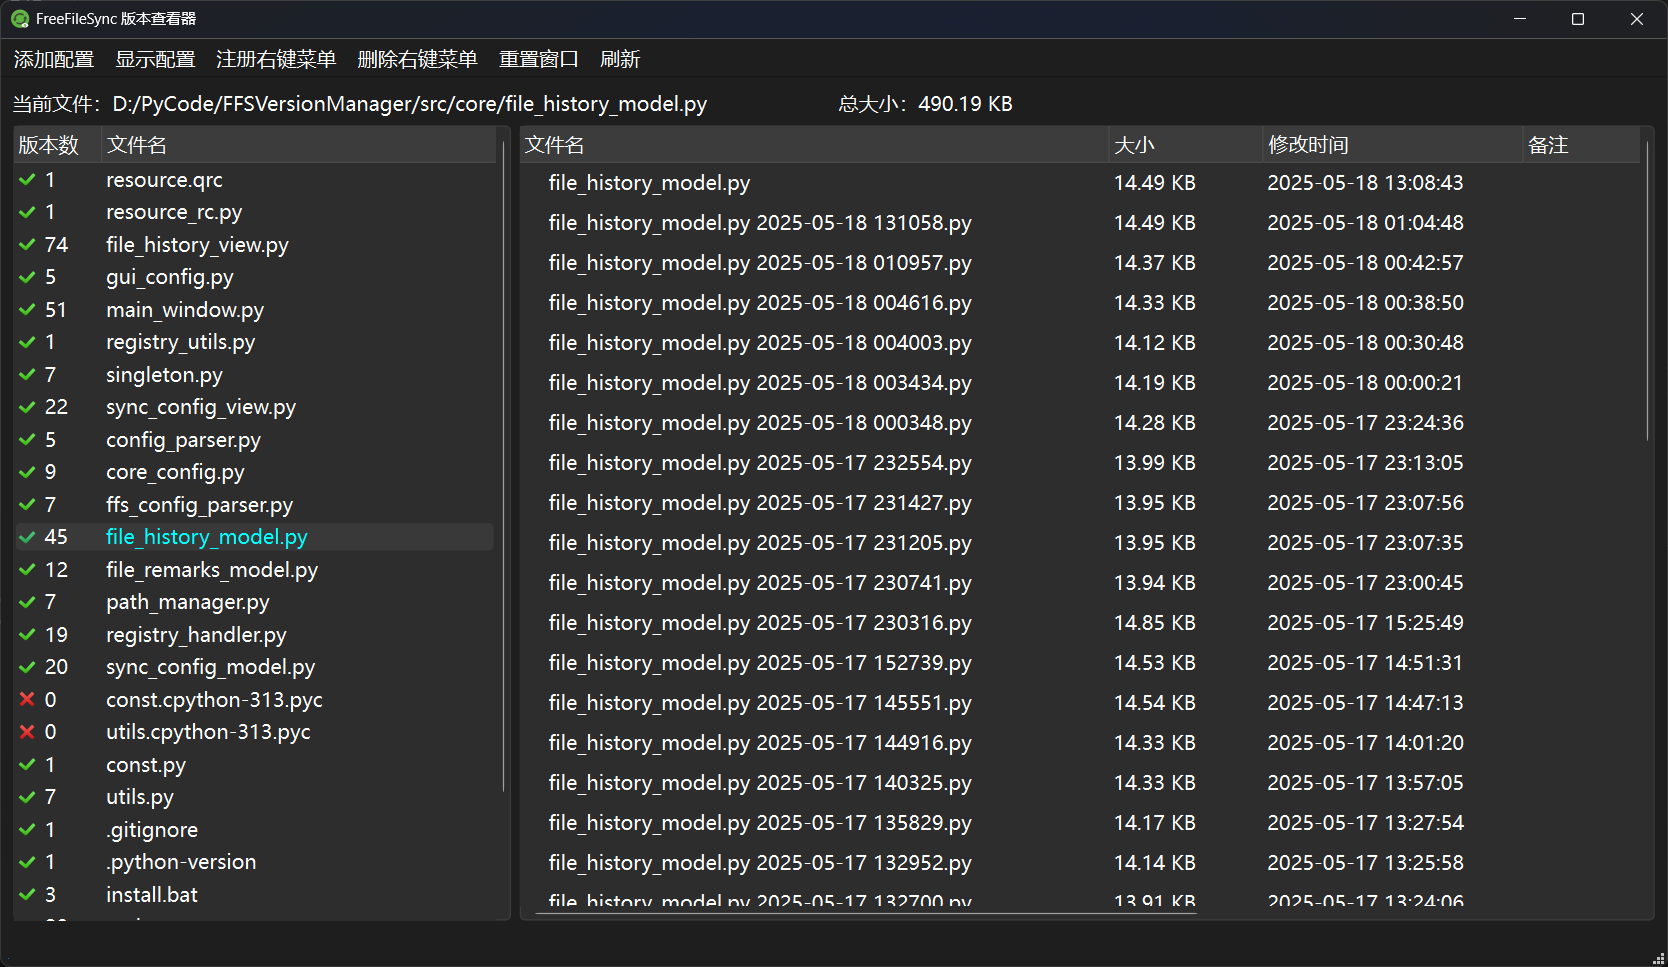 FreeFileSync 版本查看器
添加配置 显示配置 注册右键菜单 删除右键菜单 重置窗口 刷新
当前文件： D:/PyCode/FFSVersionManager/src/core/file_history_model.py 总大小：490.19 KB
版本数 文件名
1 resource.qrc
1 resource_rc.py
74 file_history_view.py
5 gui_config.py
51 main_window.py
1 registry_utils.py
7 singleton.py
22 sync_config_view.py
5 config_parser.py
9 core_config.py
7 ffs_config_parser.py
45 file_history_model.py
12 file_remarks_model.py
7 path_manager.py
19 registry_handler.py
20 sync_config_model.py
0 const.cpython-313.pyc
0 utils.cpython-313.pyc
1 const.py
7 utils.py
1 .gitignore
1 .python-version
3 install.bat
文件名 大小 修改时间 备注
file_history_model.py 14.49 KB 2025-05-18 13:08:43
file_history_model.py 2025-05-18 131058.py 14.49 KB 2025-05-18 01:04:48
file_history_model.py 2025-05-18 010957.py 14.37 KB 2025-05-18 00:42:57
file_history_model.py 2025-05-18 004616.py 14.33 KB 2025-05-18 00:38:50
file_history_model.py 2025-05-18 004003.py 14.12 KB 2025-05-18 00:30:48
file_history_model.py 2025-05-18 003434.py 14.19 KB 2025-05-18 00:00:21
file_history_model.py 2025-05-18 000348.py 14.28 KB 2025-05-17 23:24:36
file_history_model.py 2025-05-17 232554.py 13.99 KB 2025-05-17 23:13:05
file_history_model.py 2025-05-17 231427.py 13.95 KB 2025-05-17 23:07:56
file_history_model.py 2025-05-17 231205.py 13.95 KB 2025-05-17 23:07:35
file_history_model.py 2025-05-17 230741.py 13.94 KB 2025-05-17 23:00:45
file_history_model.py 2025-05-17 230316.py 14.85 KB 2025-05-17 15:25:49
file_history_model.py 2025-05-17 152739.py 14.53 KB 2025-05-17 14:51:31
file_history_model.py 2025-05-17 145551.py 14.54 KB 2025-05-17 14:47:13
file_history_model.py 2025-05-17 144916.py 14.33 KB 2025-05-17 14:01:20
file_history_model.py 2025-05-17 140325.py 14.33 KB 2025-05-17 13:57:05
file_history_model.py 2025-05-17 135829.py 14.17 KB 2025-05-17 13:27:54
file_history_model.py 2025-05-17 132952.py 14.14 KB 2025-05-17 13:25:58
file_history_model.py 2025-05-17 132700.py 13.91 KB 2025-05-17 13:24:06